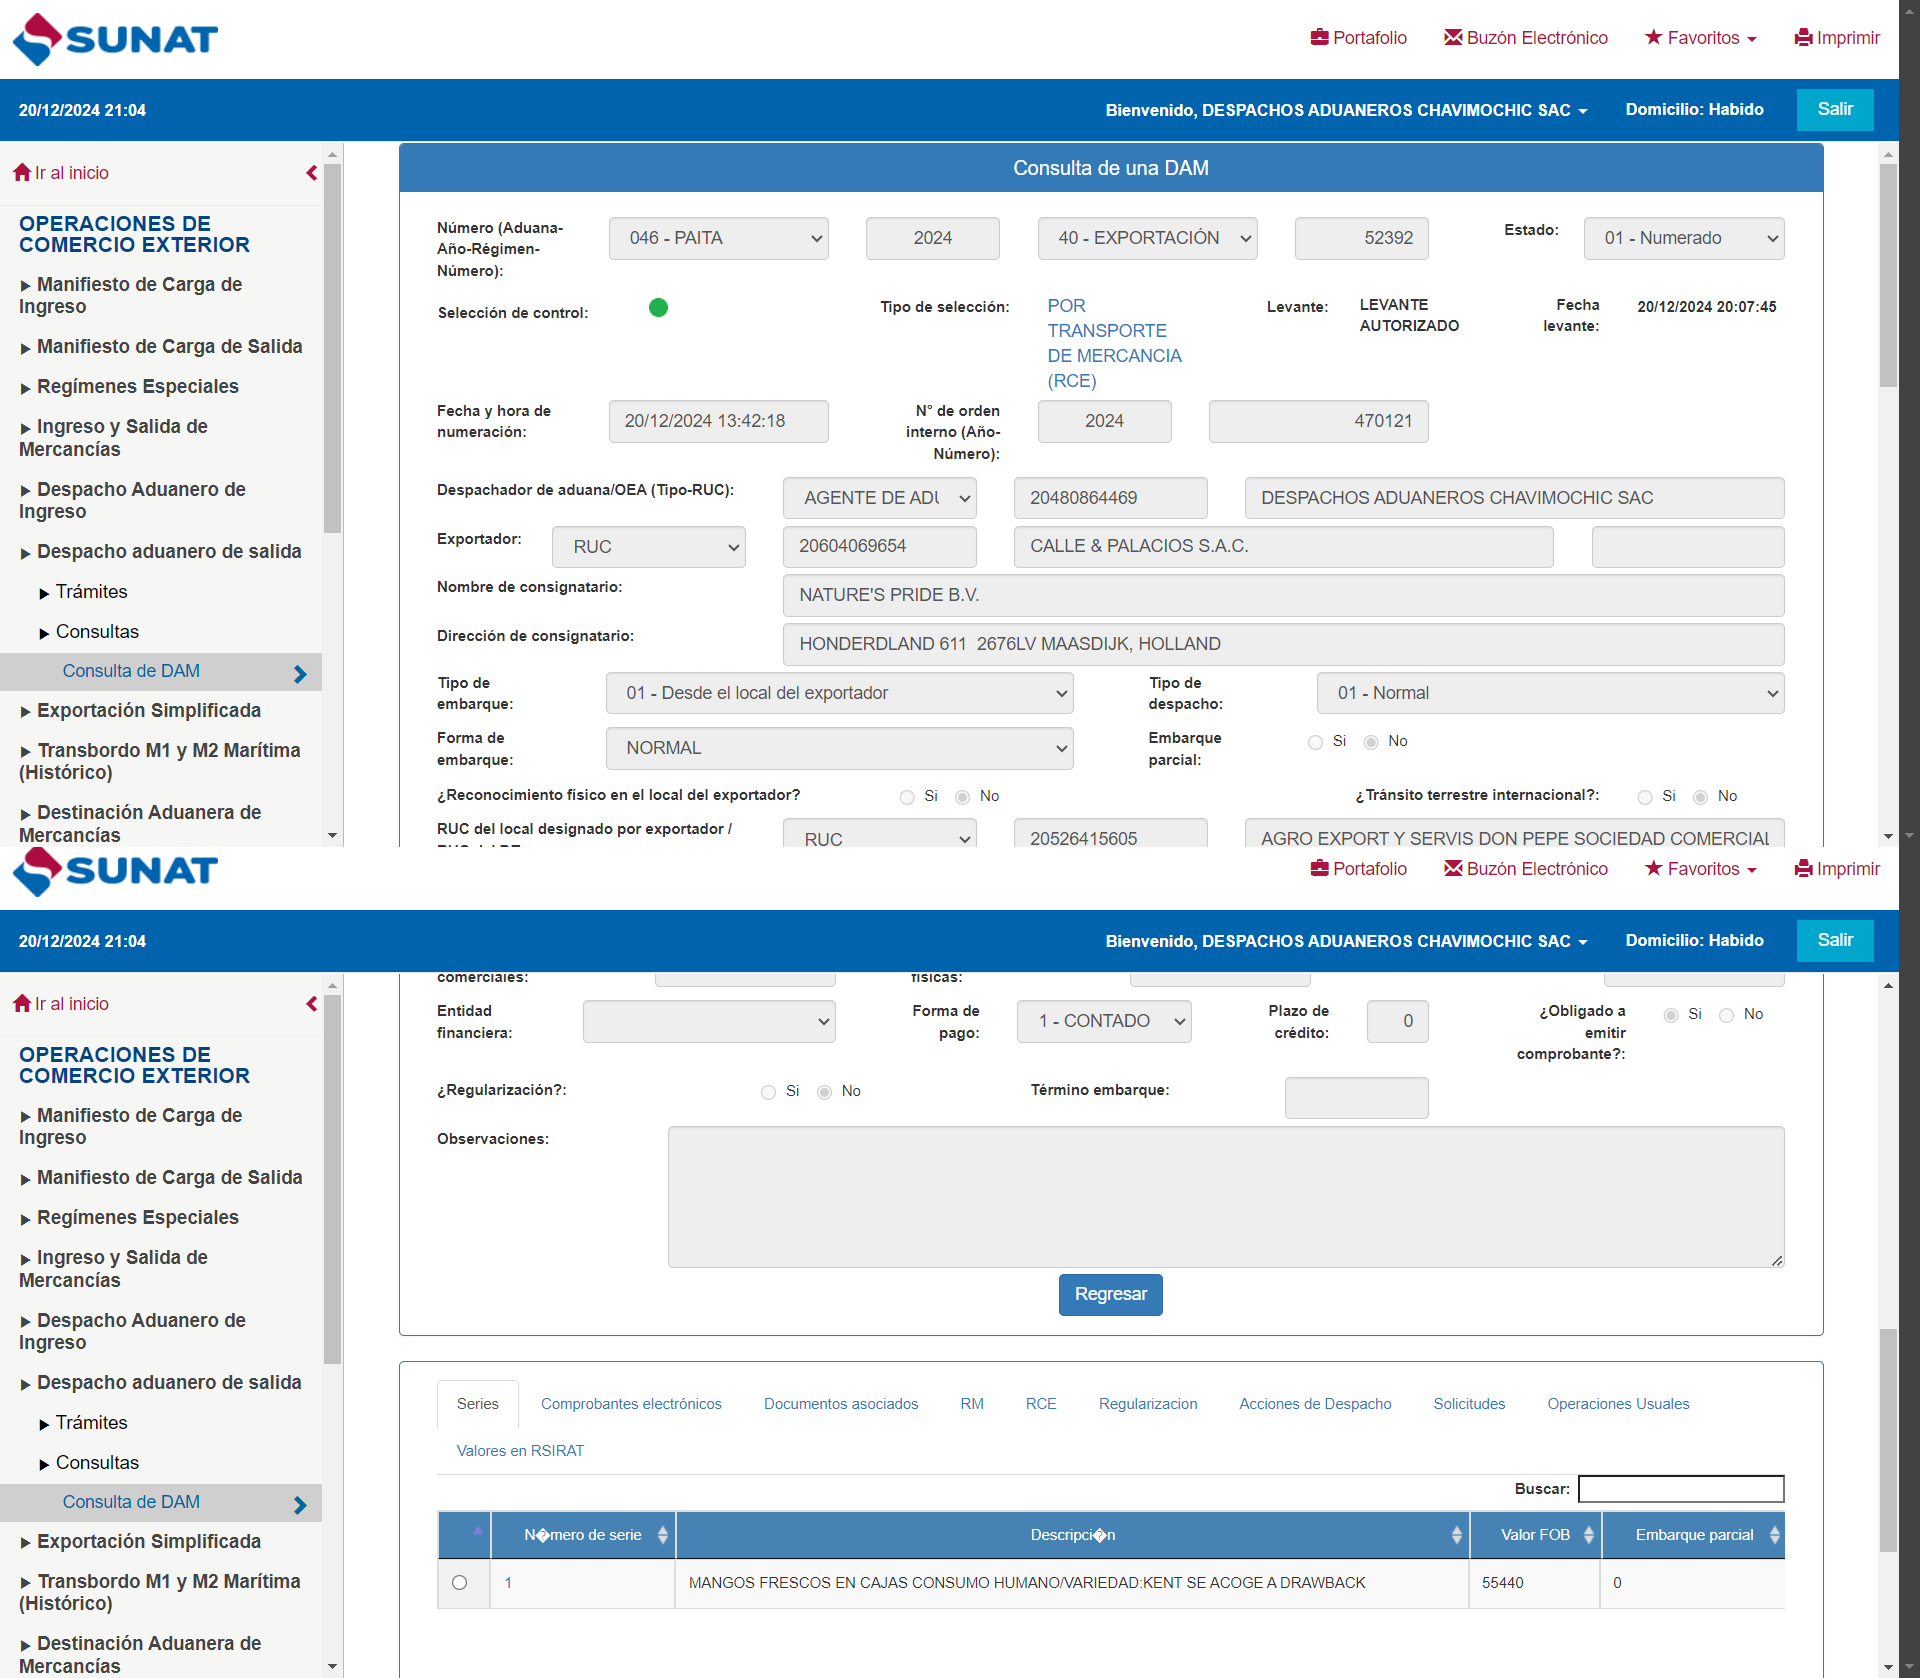 SUNAT
Portafolio
Buzón Electrónico
Favoritos
Imprimir
20/12/2024 21:04
Bienvenido, DESPACHOS ADUANEROS CHAVIMOCHIC SAC
Domicilio: Habido
Salir
Ir al inicio
OPERACIONES DE
COMERCIO EXTERIOR
Manifiesto de Carga de
Ingreso
Manifiesto de Carga de Salida
Regímenes Especiales
Ingreso y Salida de
Mercancías
Despacho Aduanero de
Ingreso
Despacho aduanero de salida
Trámites
Consultas
Consulta de DAM
Exportación Simplificada
Transbordo M1 y M2 Marítima
(Histórico)
Destinación Aduanera de
Mercancías
Consulta de una DAM
Número (Aduana-
Año-Régimen-
Número):
046 - PAITA
2024
40 - EXPORTACIÓN
52392
Estado:
01 - Numerado
Selección de control:
Tipo de selección:
POR
TRANSPORTE
DE MERCANCIA
(RCE)
Levante:
LEVANTE
AUTORIZADO
Fecha
levante:
20/12/2024 20:07:45
Fecha y hora de
numeración:
20/12/2024 13:42:18
N° de orden
interno (Año-
Número):
2024
470121
Despachador de aduana/OEA (Tipo-RUC):
AGENTE DE ADU
20480864469
DESPACHOS ADUANEROS CHAVIMOCHIC SAC
Exportador:
RUC
20604069654
CALLE & PALACIOS S.A.C.
Nombre de consignatario:
NATURE'S PRIDE B.V.
Dirección de consignatario:
HONDERDLAND 611 2676LV MAASDIJK, HOLLAND
Tipo de
embarque:
01 - Desde el local del exportador
Tipo de
despacho:
01 - Normal
Forma de
embarque:
NORMAL
Embarque
parcial:
Si
No
¿Reconocimiento físico en el local del exportador?
Si
No
¿Tránsito terrestre internacional?:
Si
No
RUC del local designado por exportador /
RUC
20526415605
AGRO EXPORT Y SERVIS DON PEPE SOCIEDAD COMERCIAL
SUNAT
Portafolio
Buzón Electrónico
Favoritos
Imprimir
20/12/2024 21:04
Bienvenido, DESPACHOS ADUANEROS CHAVIMOCHIC SAC
Domicilio: Habido
Salir
Ir al inicio
OPERACIONES DE
COMERCIO EXTERIOR
Manifiesto de Carga de
Ingreso
Manifiesto de Carga de Salida
Regímenes Especiales
Ingreso y Salida de
Mercancías
Despacho Aduanero de
Ingreso
Despacho aduanero de salida
Trámites
Consultas
Consulta de DAM
Exportación Simplificada
Transbordo M1 y M2 Marítima
(Histórico)
Destinación Aduanera de
Mercancías
comerciales:
físicas:
Entidad
financiera:
Forma de
pago:
1 - CONTADO
Plazo de
crédito:
0
¿Obligado a
emitir
comprobante?:
Si
No
¿Regularización?:
Si
No
Término embarque:
Observaciones:
Regresar
Series
Comprobantes electrónicos
Documentos asociados
RM
RCE
Regularizacion
Acciones de Despacho
Solicitudes
Operaciones Usuales
Valores en RSIRAT
Buscar:
N�mero de serie
Descripci�n
Valor FOB
Embarque parcial
1
MANGOS FRESCOS EN CAJAS CONSUMO HUMANO/VARIEDAD:KENT SE ACOGE A DRAWBACK
55440
0